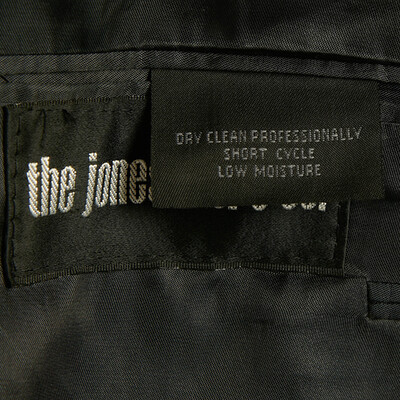 DRY CLEAN PROFESSIONALLY
SHORT CYCLE
LOW MOISTURE
the jones